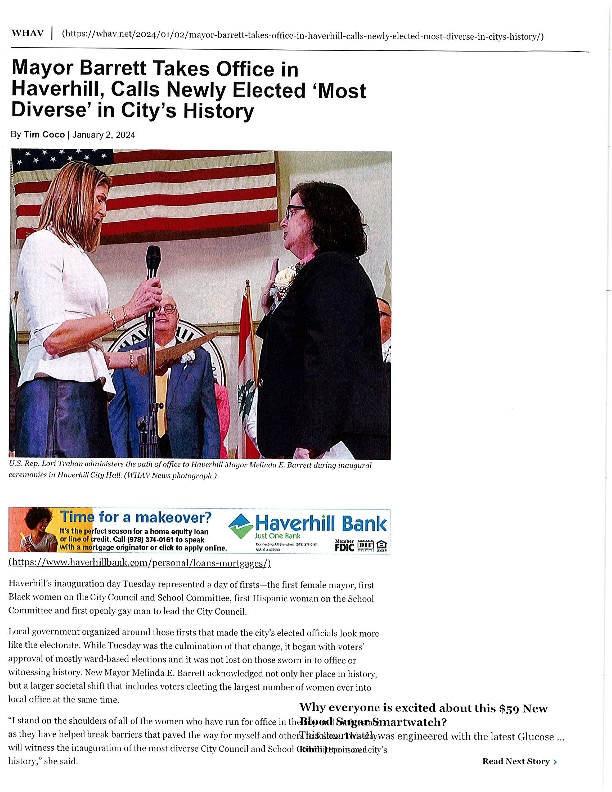 WHAV | (https://whav.net/2024/01/02/mayor-barrett-takes-office-in-haverhill-calls-newly-elected-most-diverse-in-citys-history/)
Mayor Barrett Takes Office in
Haverhill, Calls Newly Elected ‘Most
Diverse’ in City’s History
By Tim Coco | January 2, 2024
U.S. Rep. Lori Trahan administers the oath of office to Haverhill Mayor Melinda E. Barrett during inaugural
ceremonies in Haverhill City Hall. (WHAV News photograph.)
Time for a makeover?
It's the perfect season for a home equity loan
or line of credit. Call (978) 374-0161 to speak
with a mortgage originator or click to apply online.
Haverhill Bank
Just One Bank
Member
FDIC
(https://www.haverhillbank.com/personal/loans-mortgages/)
Haverhill’s inauguration day Tuesday represented a day of firsts—the first female mayor, first
Black women on the City Council and School Committee, first Hispanic woman on the School
Committee and first openly gay man to lead the City Council.
Local government organized around those firsts that made the city’s elected officials look more
like the electorate. While Tuesday was the culmination of that change, it began with voters’
approval of mostly ward-based elections and it was not lost on those sworn in to office or
witnessing history. New Mayor Melinda E. Barrett acknowledged not only her place in history,
but a larger societal shift that includes voters electing the largest number of women ever into
local office at the same time.
Why everyone is excited about this $59 New
Blood Sugar Smartwatch?
“I stand on the shoulders of all of the women who have run for office in the
as they have helped break barriers that paved the way for myself and others
was engineered with the latest Glucose ...
will witness the inauguration of the most diverse City Council and School
city’s
history,” she said.
Read Next Story >